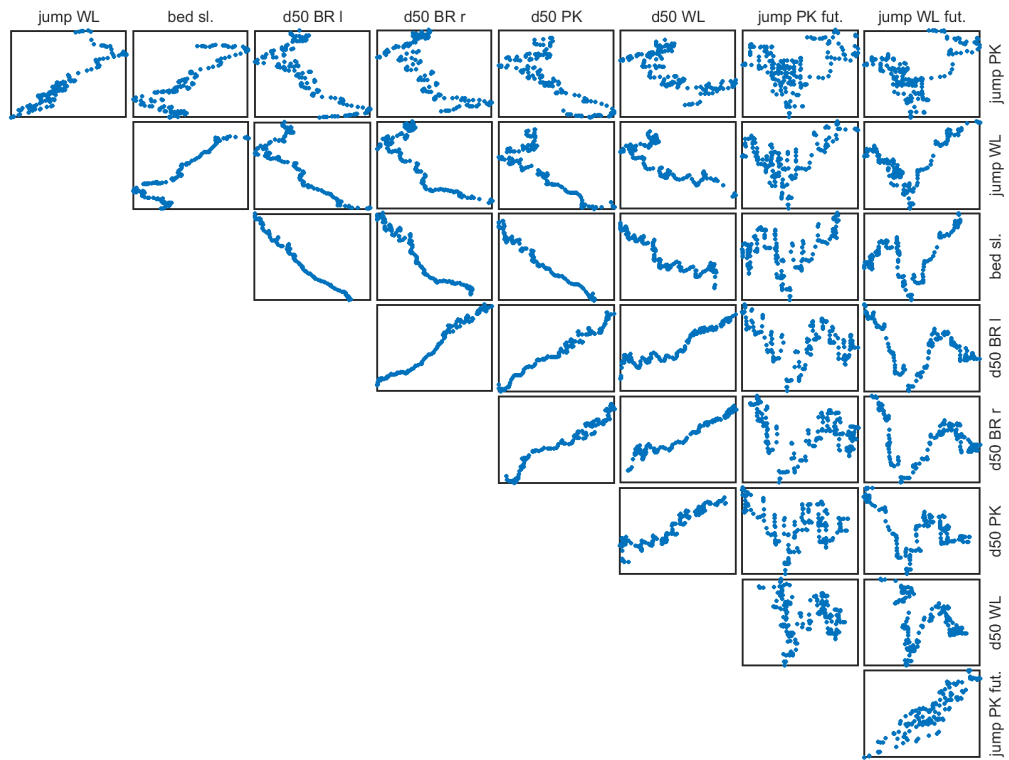 jump WL bed sl. d50 BR l d50 BR r d50 PK d50 WL jump PK fut. jump WL fut.
jump PK
jump WL
bed sl.
d50 BR l
d50 BR r
d50 PK
d50 WL
jump PK fut.